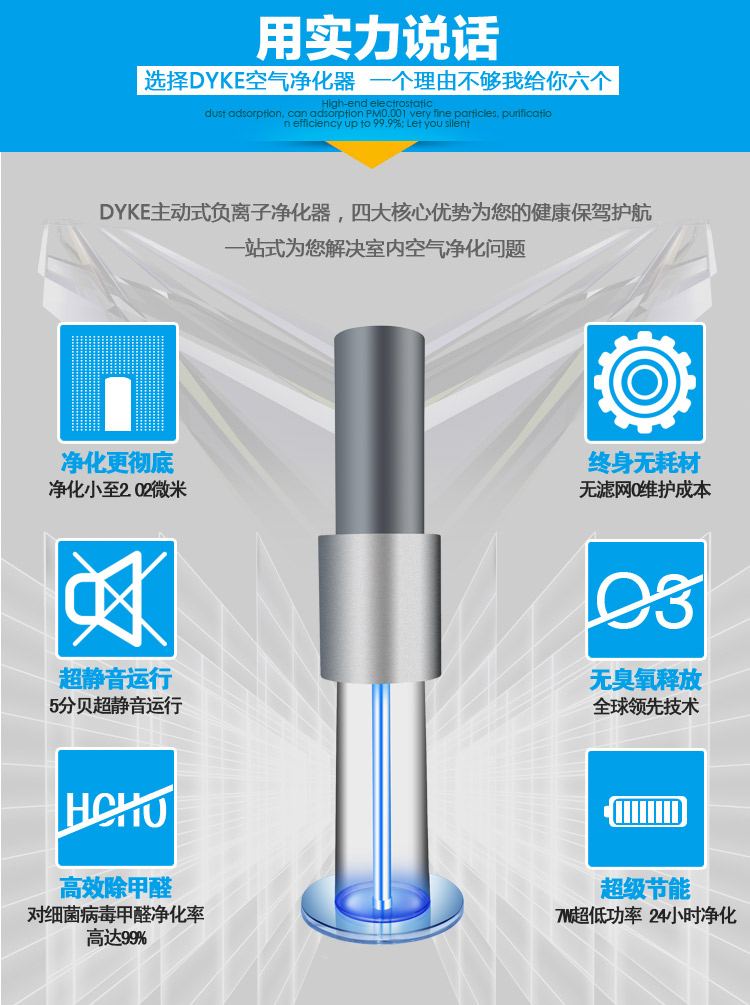 用实力说话
选择DYKE空气净化器 一个理由不够我给你六个
High-end electrostatic
dust adsorption, can adsorption PM0.001 very fine particles, purificatio
n efficiency up to 99.9%; Let you silent
DYKE主动式负离子净化器，四大核心优势为您的健康保驾护航
一站式为您解决室内空气净化问题
净化更彻底
净化小至2.02微米
终身无耗材
无滤网0维护成本
超静音运行
5分贝超静音运行
O3
无臭氧释放
全球领先技术
HCHO
高效除甲醛
对细菌病毒甲醛净化率
高达99%
超级节能
7W超低功率 24小时净化